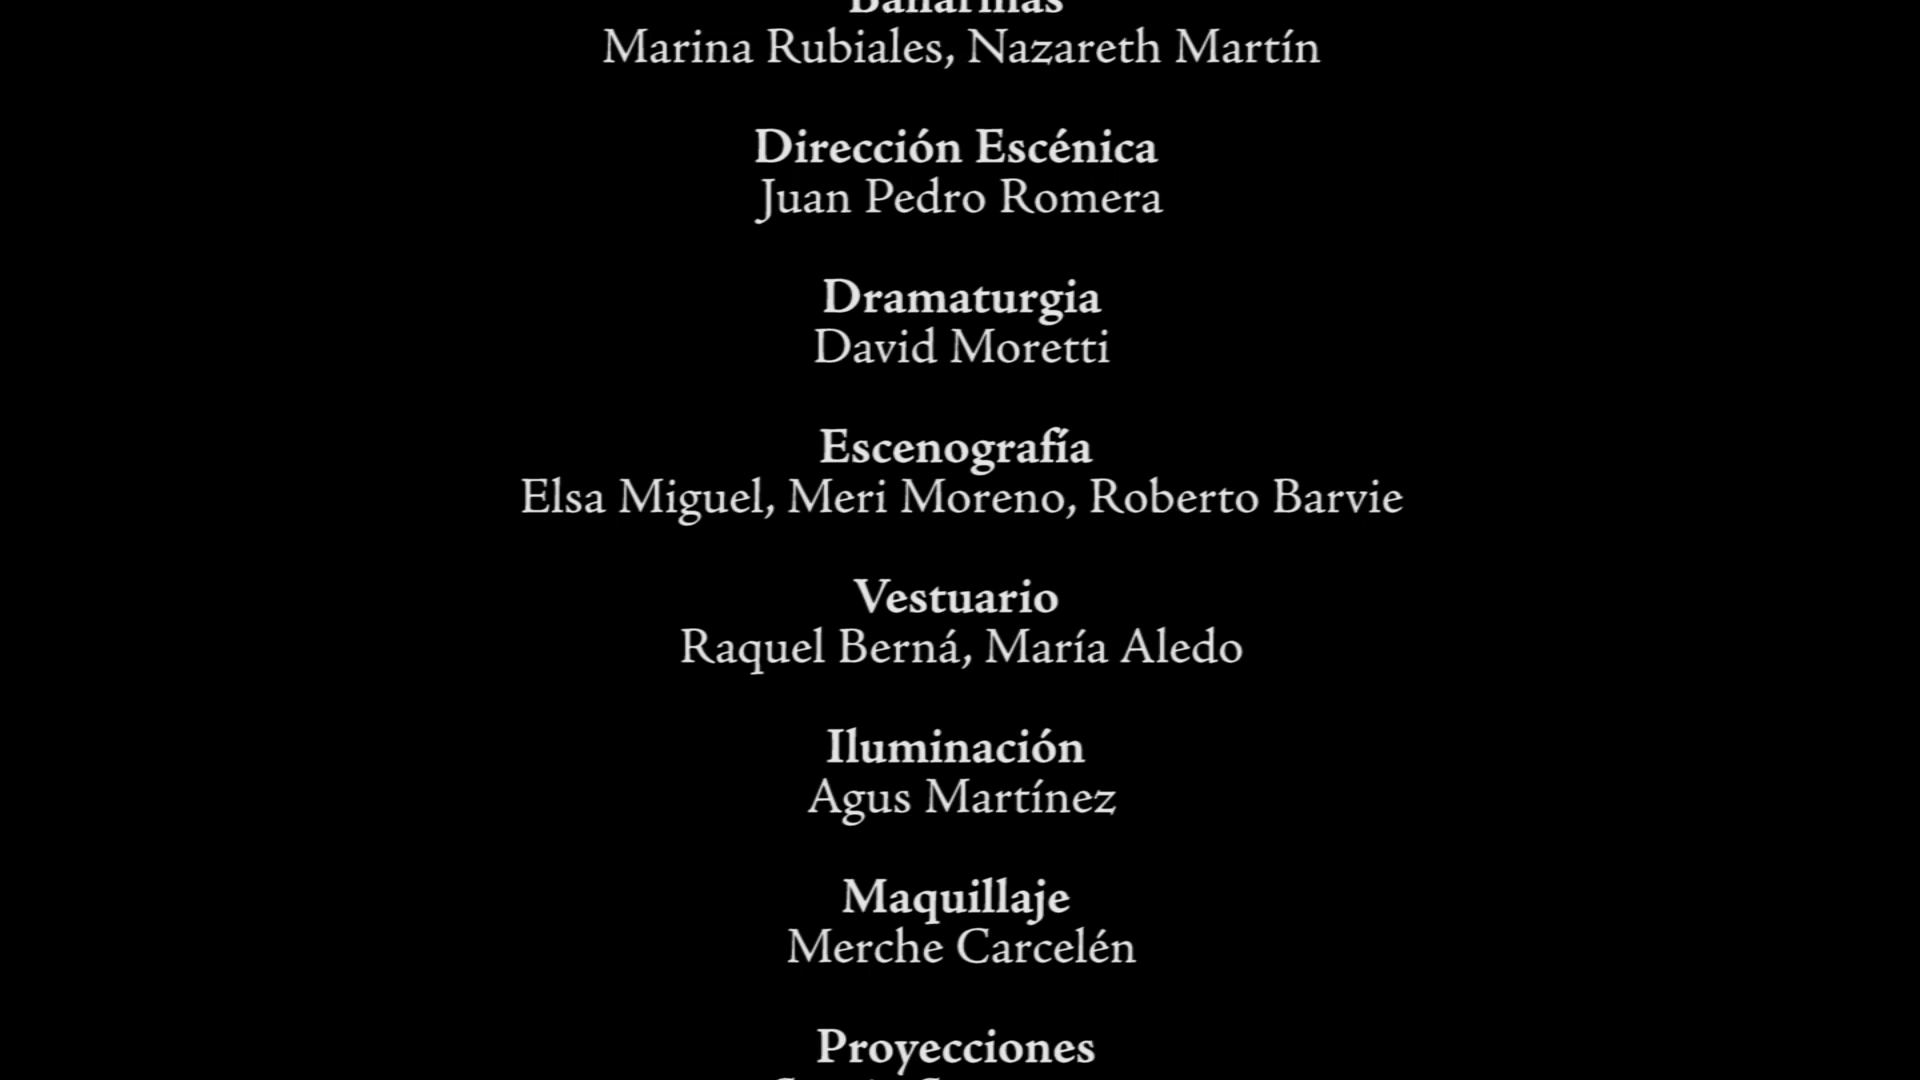 Bailarinas
Marina Rubiales, Nazareth Martín
Dirección Escénica
Juan Pedro Romera
Dramaturgia
David Moretti
Escenografía
Elsa Miguel, Meri Moreno, Roberto Barvie
Vestuario
Raquel Berná, María Aledo
Iluminación
Agus Martínez
Maquillaje
Merche Carcelén
Proyecciones